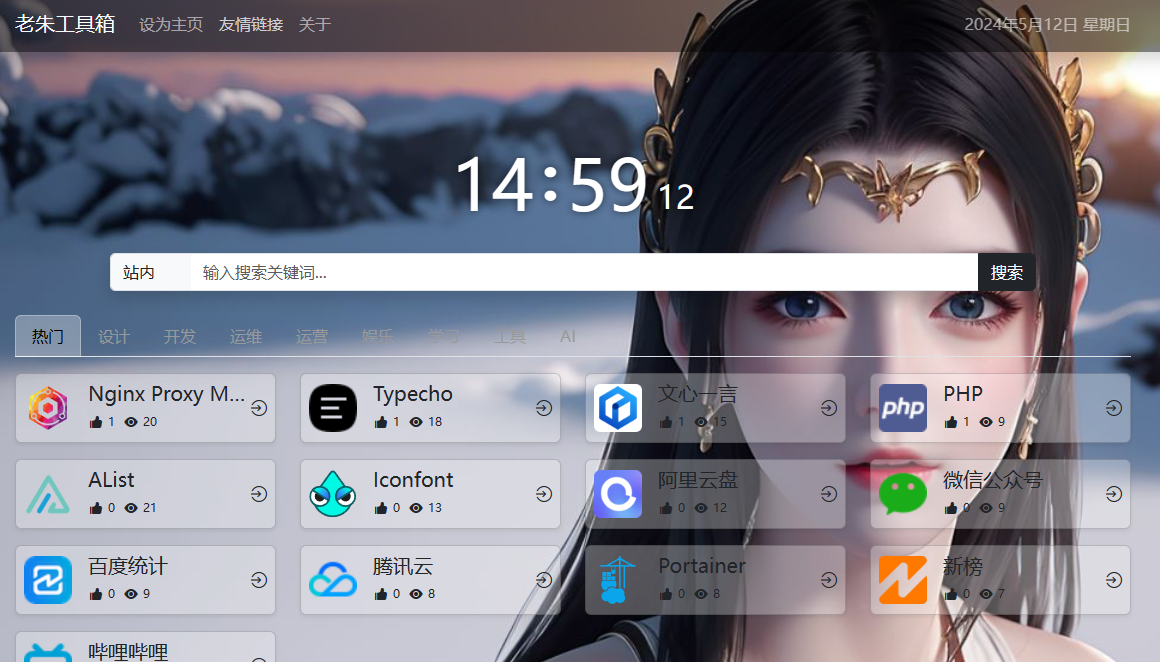 老朱工具箱 设为主页 友情链接 关于 2024年5月12日 星期日
14:59 12
站内 输入搜索关键词... 搜索
热门 设计 开发 运维 运营 娱乐 学习 工具 AI
Nginx Proxy M... Typecho 文心一言 php PHP
1 20 1 18 1 15 1 9
AList Iconfont 阿里云盘 微信公众号
0 21 0 13 0 12 0 9
百度统计 腾讯云 Portainer 新榜
0 9 0 8 0 8 0 7
哔哩哔哩